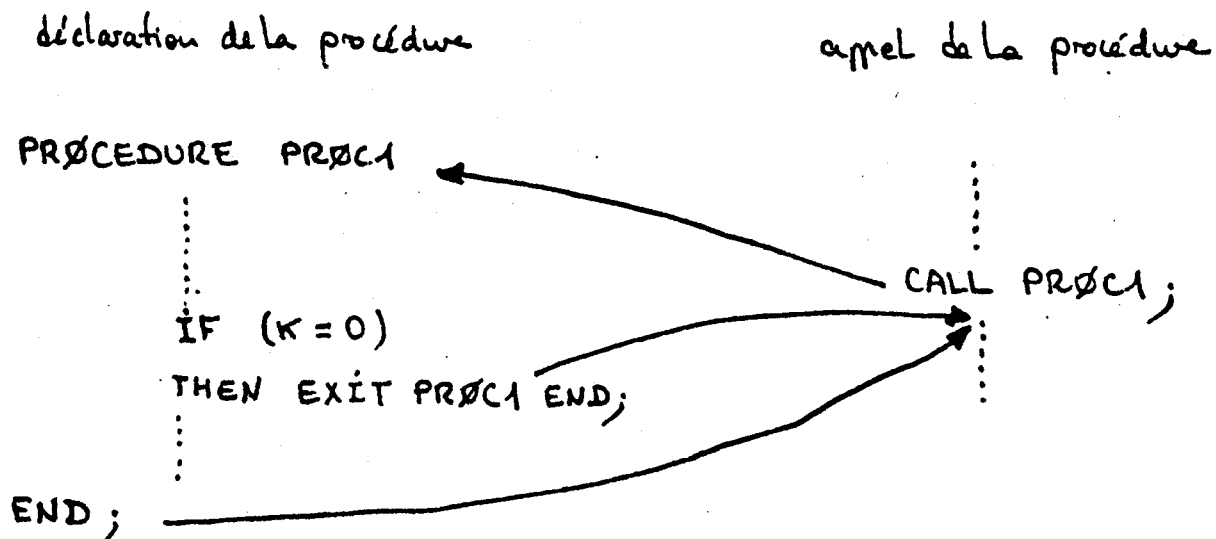 déclaration de la procédure
appel de la procédure
PRØCEDURE PRØC1
CALL PRØC1;
IF (K = 0)
THEN EXIT PRØC1 END;
END;